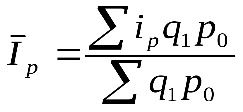 Ī_p = ∑ i_p q_1 p_0 / ∑ q_1 p_0